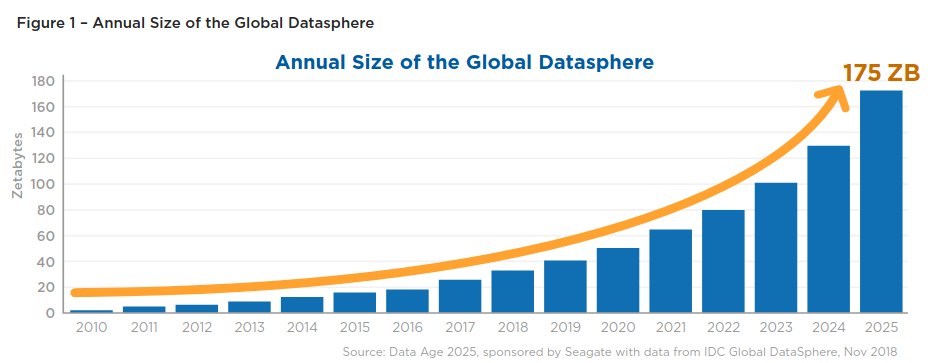 Figure 1 – Annual Size of the Global Datasphere
Annual Size of the Global Datasphere
175 ZB
Zetabytes
180
160
140
120
100
80
60
40
20
0
2010 2011 2012 2013 2014 2015 2016 2017 2018 2019 2020 2021 2022 2023 2024 2025
Source: Data Age 2025, sponsored by Seagate with data from IDC Global DataSphere, Nov 2018